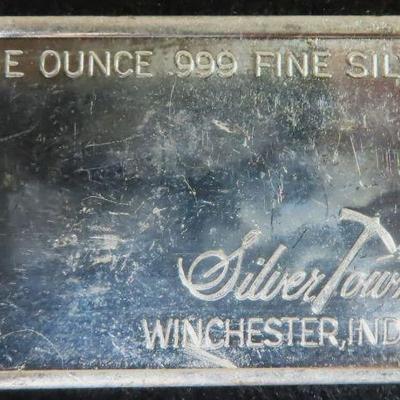 E OUNCE .999 FINE SIL
SilverTown
WINCHESTER, IND